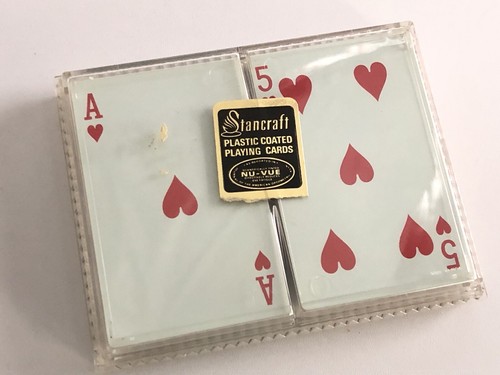 A
5
Stancraft
PLASTIC COATED
PLAYING CARDS
NU-VUE
A
5